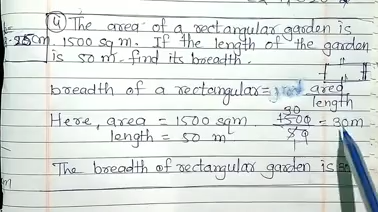 4) The area of a rectangular garden is
25cm. 1500 sq m. If the length of the garden
is 50 m. find its breadth.
breadth of a rectangular = area / length
Here, area = 1500 sqm 30 1500 / 50 = 30m
length = 50 m
The breadth of rectangular garden is
m